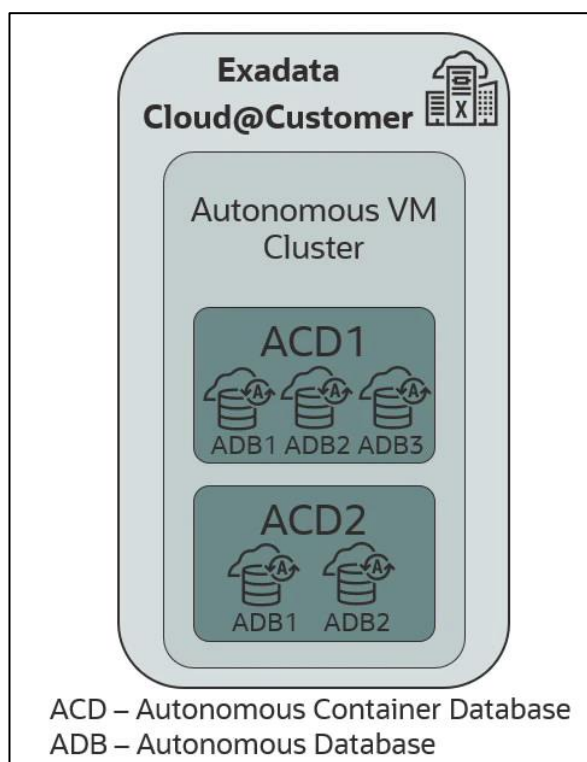 Exadata
Cloud@Customer
X
Autonomous VM
Cluster
ACD1
A A A
ADB1 ADB2 ADB3
ACD2
A A
ADB1 ADB2
ACD – Autonomous Container Database
ADB – Autonomous Database